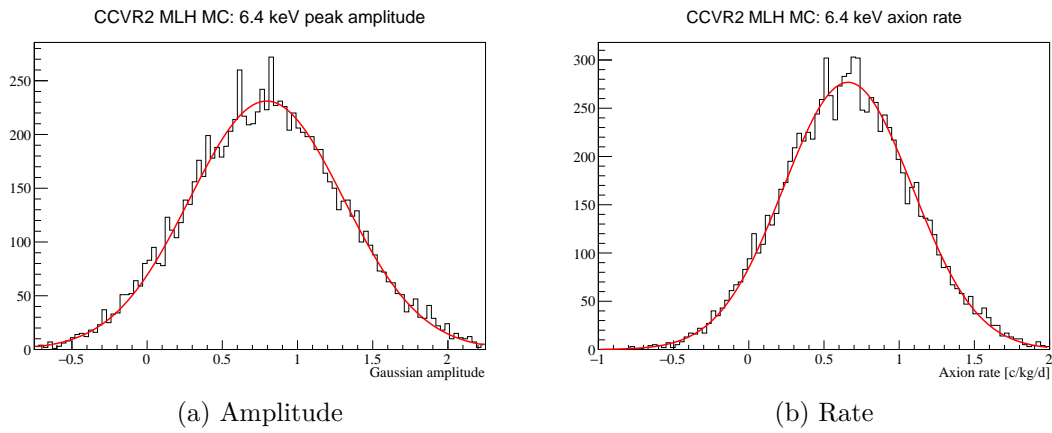 CCVR2 MLH MC: 6.4 keV peak amplitude
250
200
150
100
50
0
−0.5 0 0.5 1 1.5 2
Gaussian amplitude
(a) Amplitude
CCVR2 MLH MC: 6.4 keV axion rate
300
250
200
150
100
50
0
−1 −0.5 0 0.5 1 1.5 2
Axion rate [c/kg/d]
(b) Rate